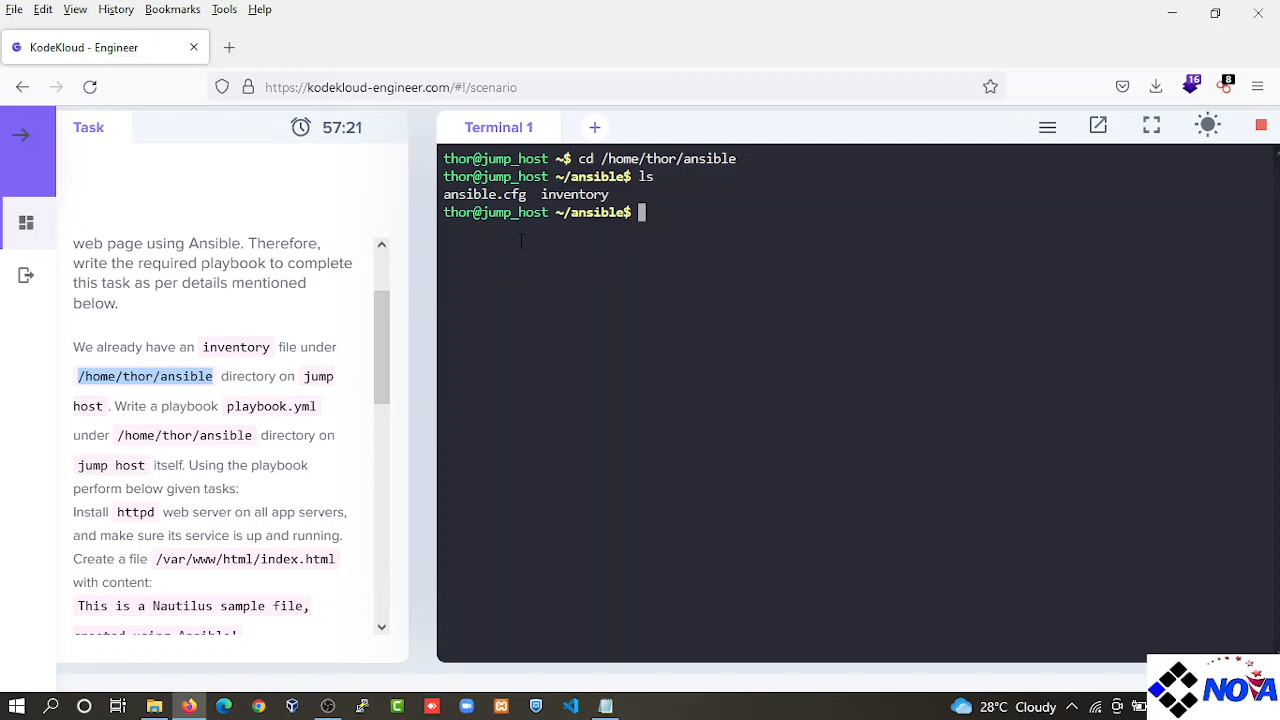 File Edit View History Bookmarks Tools Help
KodeKloud - Engineer
https://kodekloud-engineer.com/#!/scenario
16
8
Task
57:21
Terminal 1
web page using Ansible. Therefore,
write the required playbook to complete
this task as per details mentioned
below.
We already have an inventory file under
/home/thor/ansible directory on jump
host . Write a playbook playbook.yml
under /home/thor/ansible directory on
jump host itself. Using the playbook
perform below given tasks:
Install httpd web server on all app servers,
and make sure its service is up and running.
Create a file /var/www/html/index.html
with content:
This is a Nautilus sample file,
created using Ansible!
thor@jump_host ~$ cd /home/thor/ansible
thor@jump_host ~/ansible$ ls
ansible.cfg inventory
thor@jump_host ~/ansible$
NOVA
28°C Cloudy